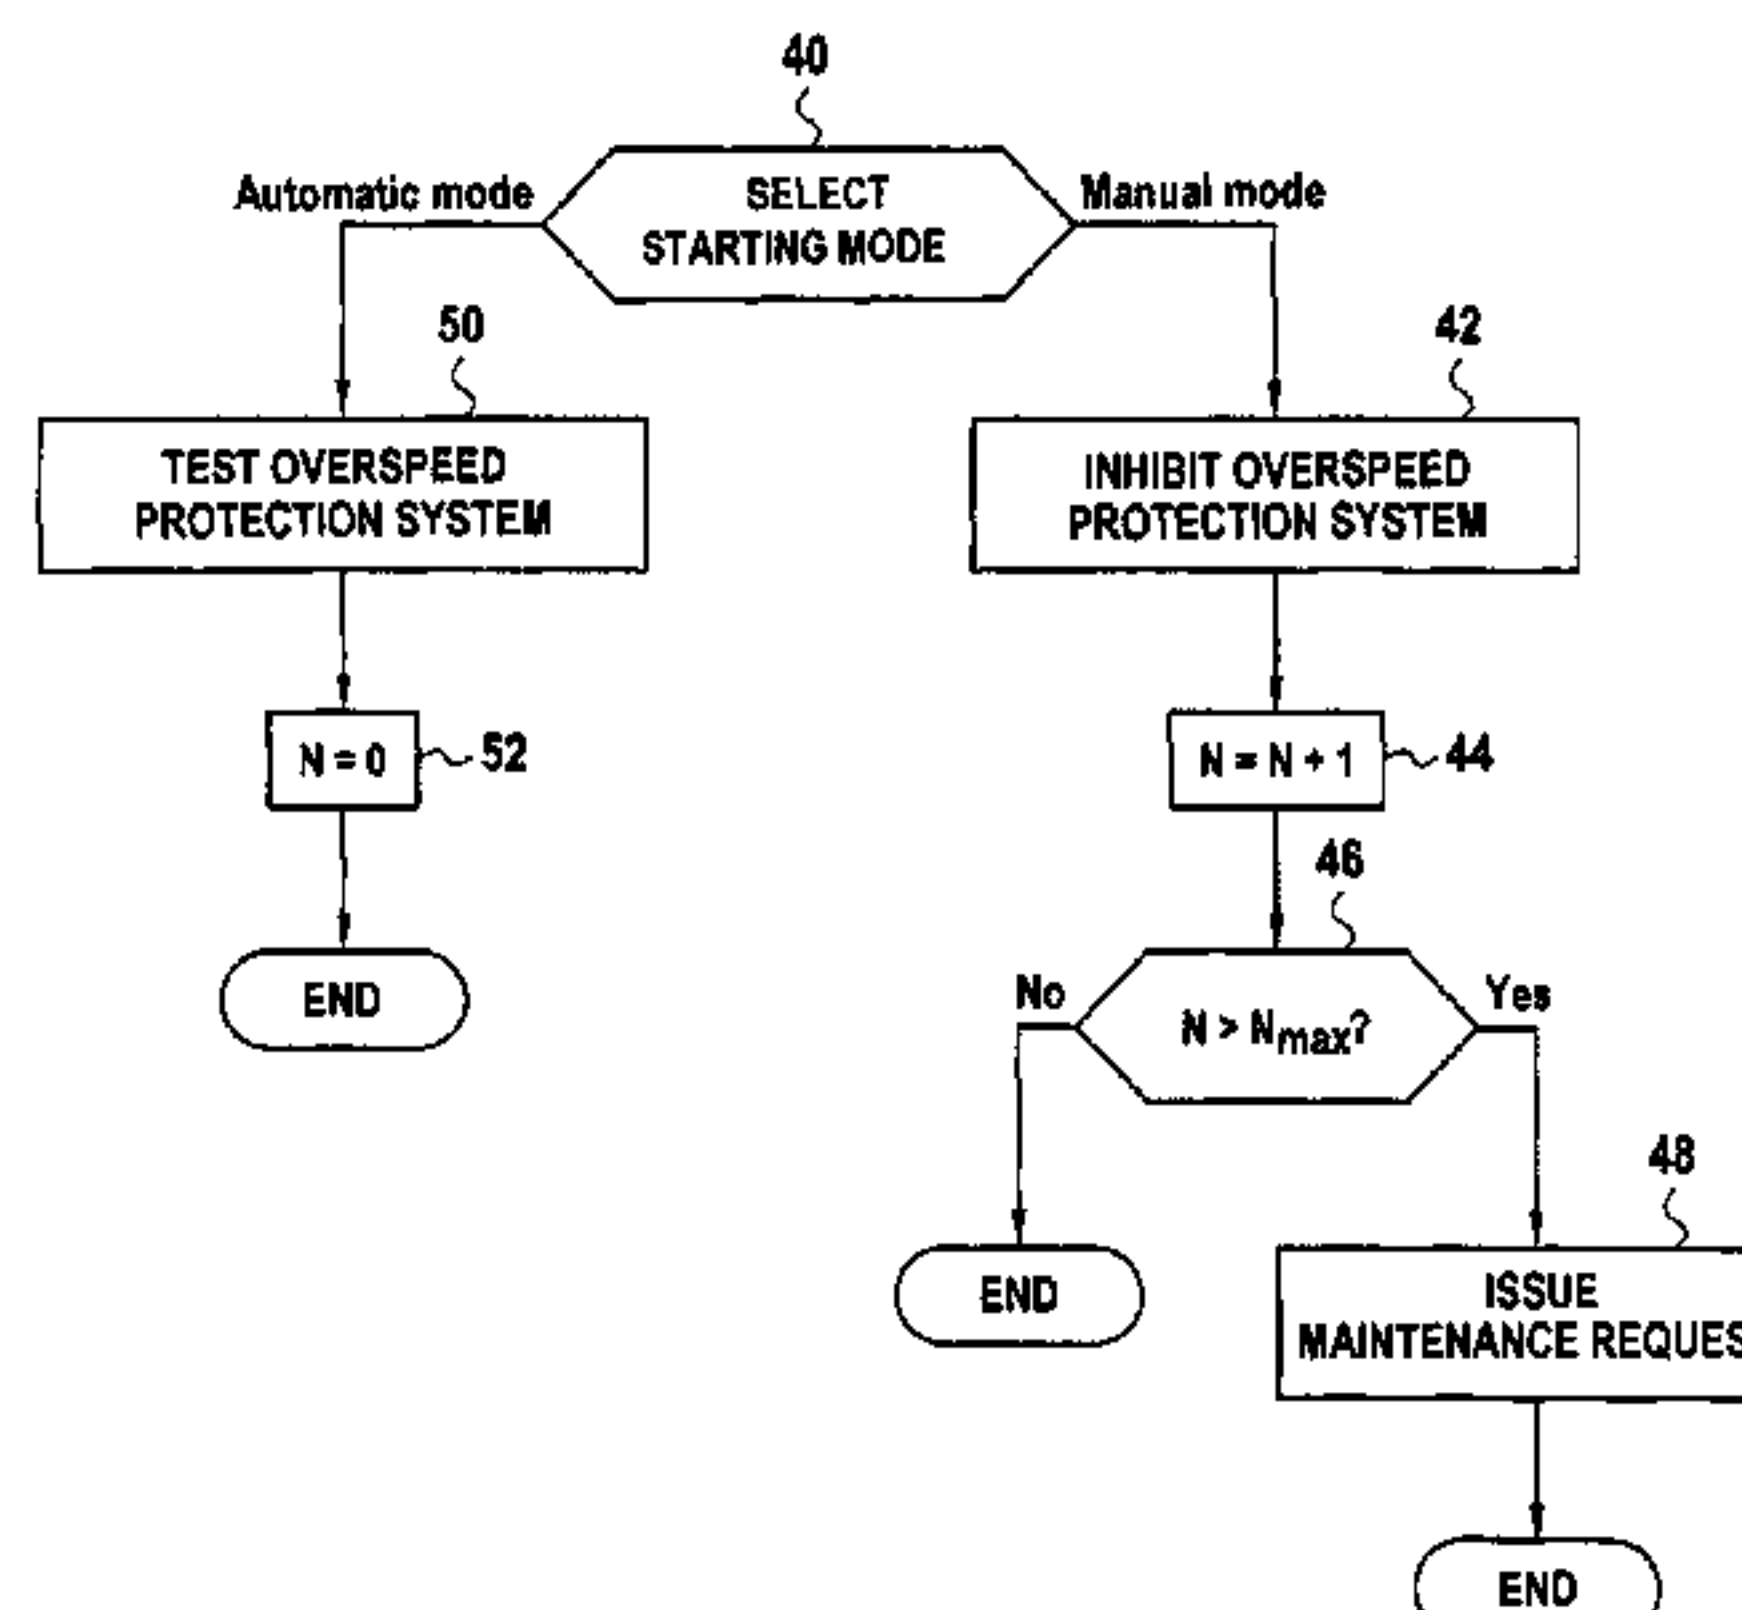 40
Automatic mode
SELECT
STARTING MODE
Manual mode
50
42
TEST OVERSPEED
PROTECTION SYSTEM
INHIBIT OVERSPEED
PROTECTION SYSTEM
N = 0
52
N = N + 1
44
46
No
N > Nmax?
Yes
END
48
END
ISSUE
MAINTENANCE REQUES
END